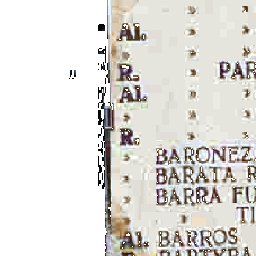 Al.
"
"
"
"
R.
"
PAR
Al.
"
"
"
R.
"
"
BARONEZ
BARATA R
BARRA FU
TI
Al. BARROS